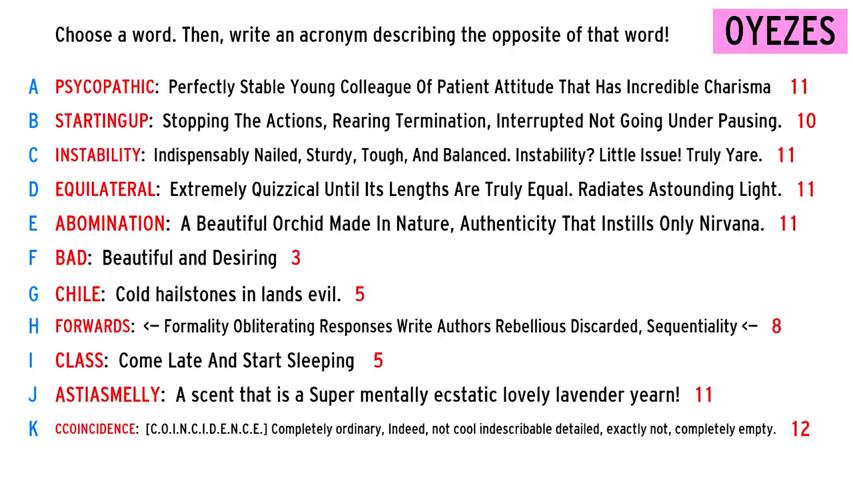 Choose a word. Then, write an acronym describing the opposite of that word!
OYEZES
A PSYCOPATHIC: Perfectly Stable Young Colleague Of Patient Attitude That Has Incredible Charisma 11
B STARTINGUP: Stopping The Actions, Rearing Termination, Interrupted Not Going Under Pausing. 10
C INSTABILITY: Indispensably Nailed, Sturdy, Tough, And Balanced. Instability? Little Issue! Truly Yare. 11
D EQUILATERAL: Extremely Quizzical Until Its Lengths Are Truly Equal. Radiates Astounding Light. 11
E ABOMINATION: A Beautiful Orchid Made In Nature, Authenticity That Instills Only Nirvana. 11
F BAD: Beautiful and Desiring 3
G CHILE: Cold hailstones in lands evil. 5
H FORWARDS: <– Formality Obliterating Responses Write Authors Rebellious Discarded, Sequentiality <– 8
I CLASS: Come Late And Start Sleeping 5
J ASTIASMELLY: A scent that is a Super mentally ecstatic lovely lavender yearn! 11
K CCOINCIDENCE: [C.O.I.N.C.I.D.E.N.C.E.] Completely ordinary, Indeed, not cool indescribable detailed, exactly not, completely empty. 12